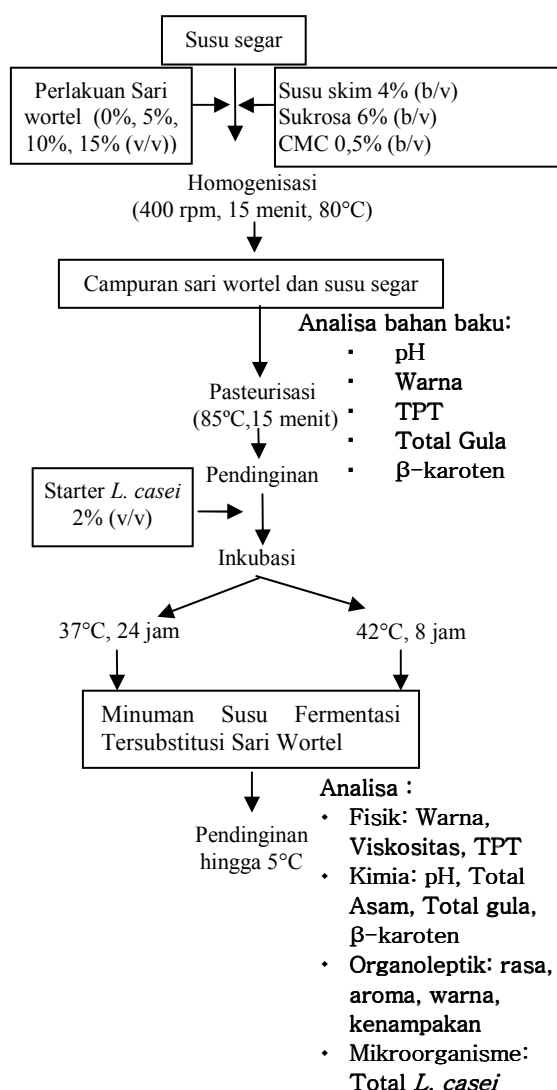 Susu segar
Perlakuan Sari
wortel (0%, 5%,
10%, 15% (v/v))
Susu skim 4% (b/v)
Sukrosa 6% (b/v)
CMC 0,5% (b/v)
Homogenisasi
(400 rpm, 15 menit, 80°C)
Campuran sari wortel dan susu segar
Analisa bahan baku:
▪ pH
▪ Warna
▪ TPT
▪ Total Gula
▪ β-karoten
Pasteurisasi
(85ºC,15 menit)
Pendinginan
Starter L. casei
2% (v/v)
Inkubasi
37°C, 24 jam
42°C, 8 jam
Minuman Susu Fermentasi
Tersubstitusi Sari Wortel
Pendinginan
hingga 5°C
Analisa :
• Fisik: Warna,
Viskositas, TPT
• Kimia: pH, Total
Asam, Total gula,
β-karoten
• Organoleptik: rasa,
aroma, warna,
kenampakan
• Mikroorganisme:
Total L. casei